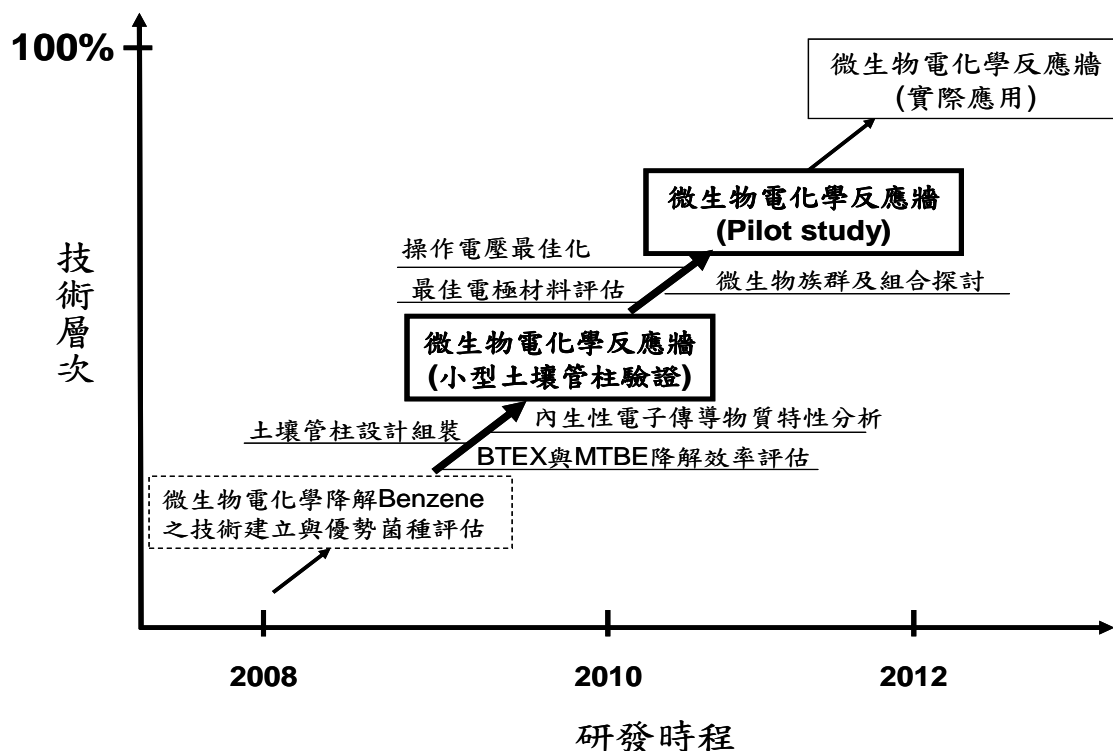 100%
微生物電化學反應牆
(實際應用)
微生物電化學反應牆
(Pilot study)
操作電壓最佳化
最佳電極材料評估
微生物族群及組合探討
技術層次
微生物電化學反應牆
(小型土壤管柱驗證)
土壤管柱設計組裝
內生性電子傳導物質特性分析
BTEX與MTBE降解效率評估
微生物電化學降解Benzene
之技術建立與優勢菌種評估
2008
2010
2012
研發時程